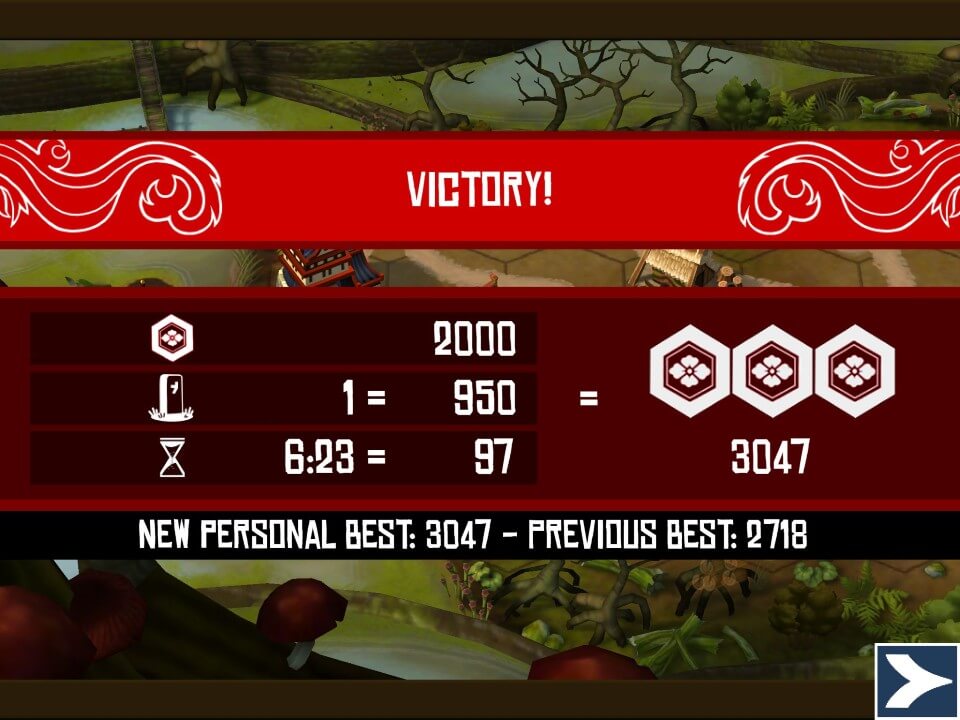 VICTORY!
2000
1 = 950
=
6:23 = 97
3047
NEW PERSONAL BEST: 3047 - PREVIOUS BEST: 2718